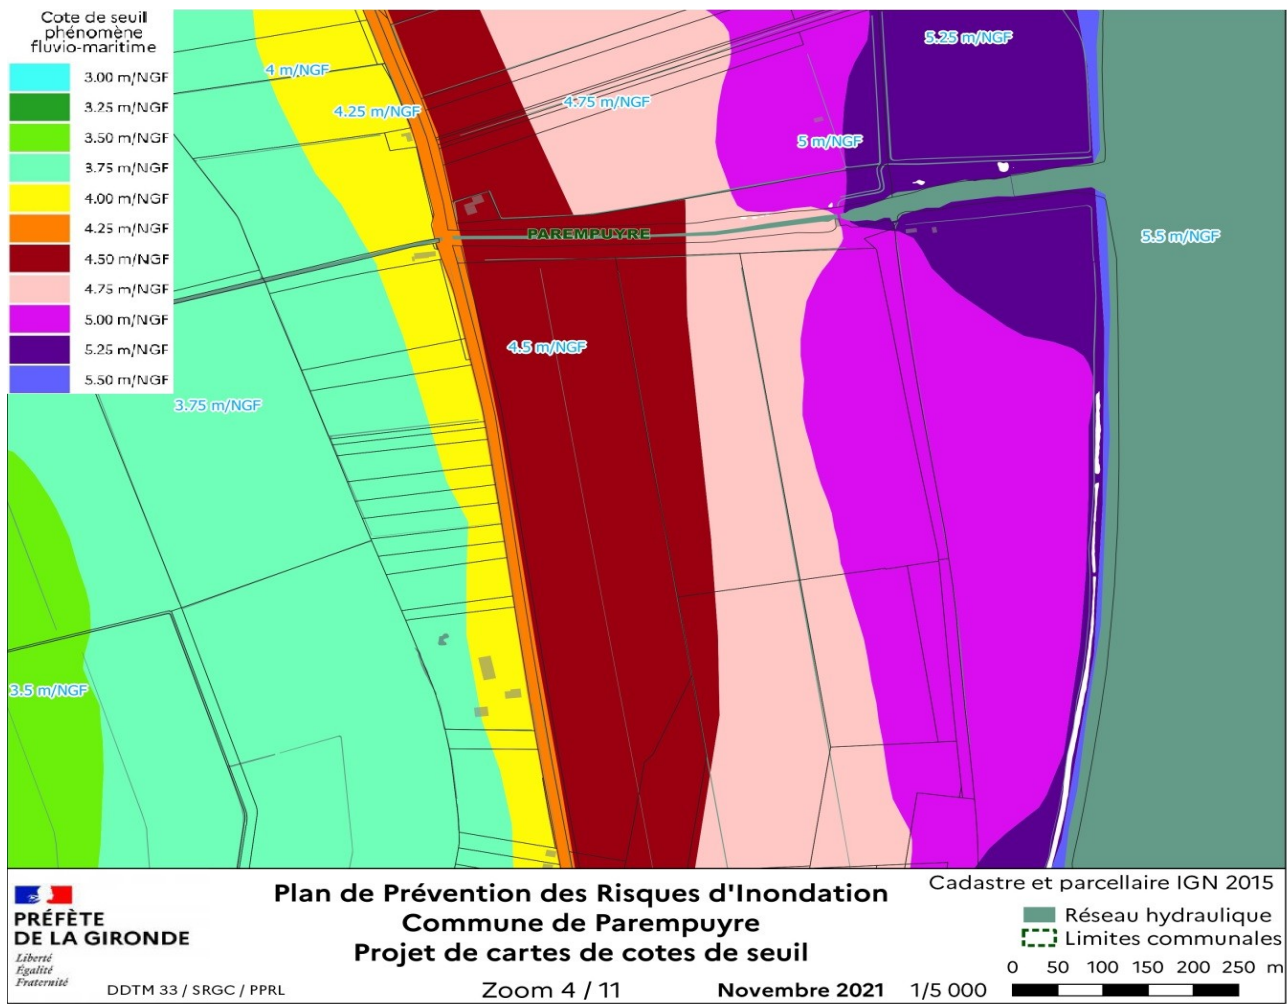 Cote de seuil
phénomène
fluvio-maritime
3.00 m/NGF
3.25 m/NGF
3.50 m/NGF
3.75 m/NGF
4.00 m/NGF
4.25 m/NGF
4.50 m/NGF
4.75 m/NGF
5.00 m/NGF
5.25 m/NGF
5.50 m/NGF
5.25 m/NGF
4 m/NGF
4.25 m/NGF
4.75 m/NGF
5 m/NGF
PAREMPUYRE
5.5 m/NGF
4.5 m/NGF
3.75 m/NGF
3.5 m/NGF
PRÉFÈTE
DE LA GIRONDE
Liberté
Égalité
Fraternité
DDTM 33 / SRGC / PPRL
Plan de Prévention des Risques d'Inondation
Commune de Parempuyre
Projet de cartes de cotes de seuil
Zoom 4 / 11
Novembre 2021
1/5 000
Cadastre et parcellaire IGN 2015
Réseau hydraulique
Limites communales
0 50 100 150 200 250 m